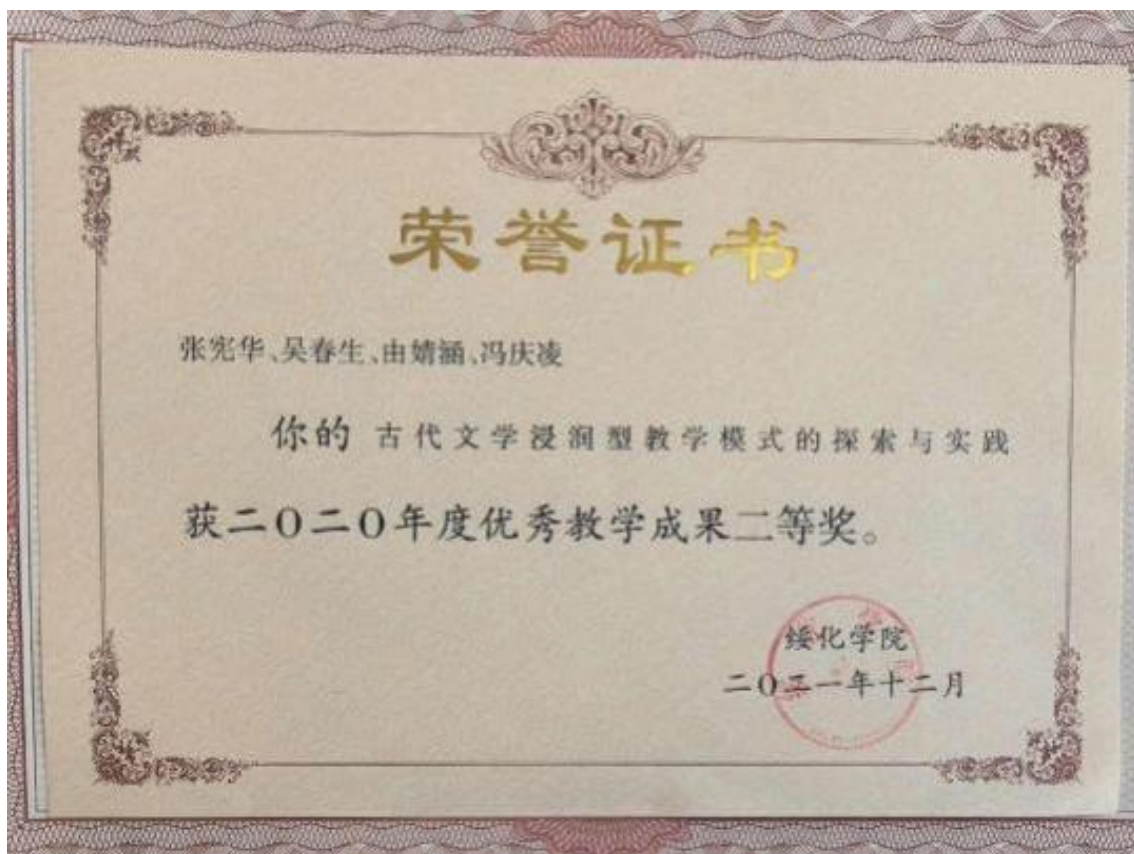 荣誉证书
张宪华、吴春生、由婧涵、冯庆凌
你的 古代文学浸润型教学模式的探索与实践
获二〇二〇年度优秀教学成果二等奖。
绥化学院
二〇二一年十二月